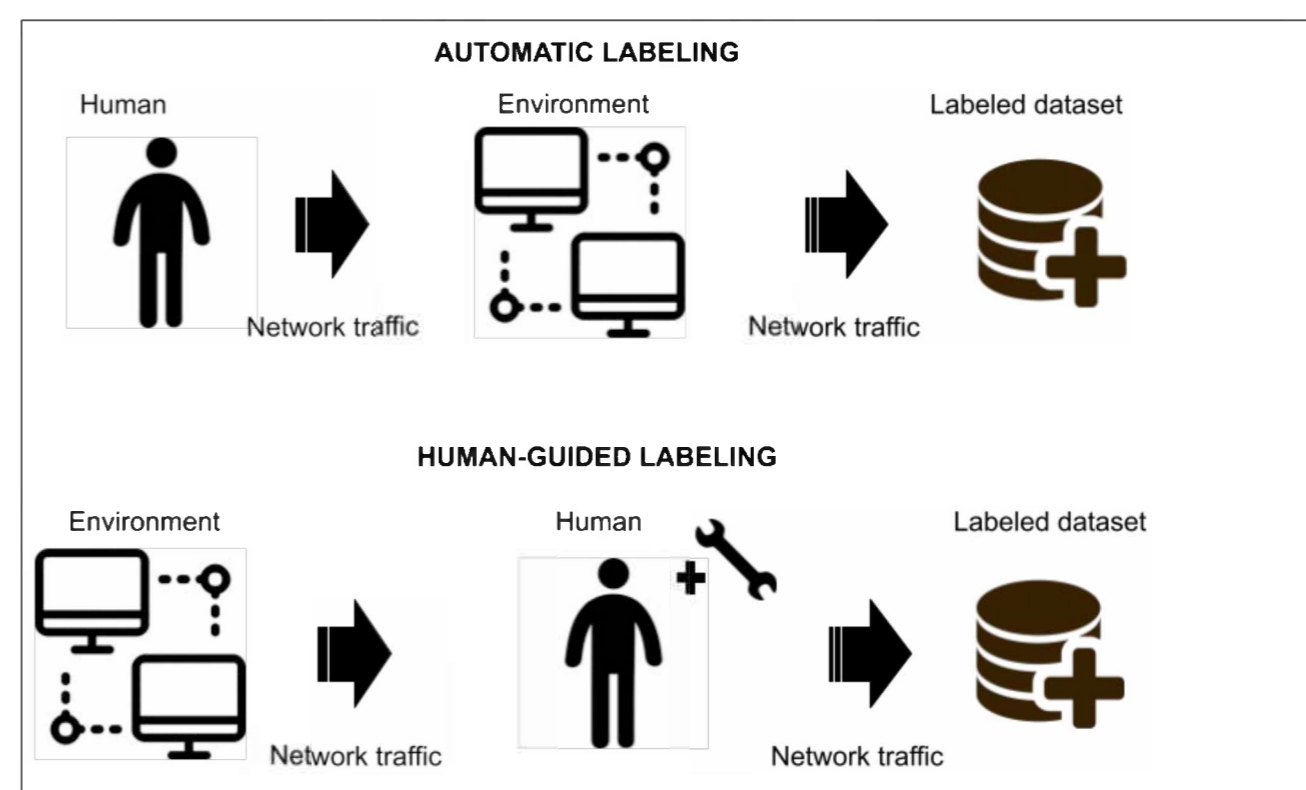 AUTOMATIC LABELING
Human
Environment
Labeled dataset
Network traffic
Network traffic
HUMAN-GUIDED LABELING
Environment
Human
Labeled dataset
Network traffic
Network traffic